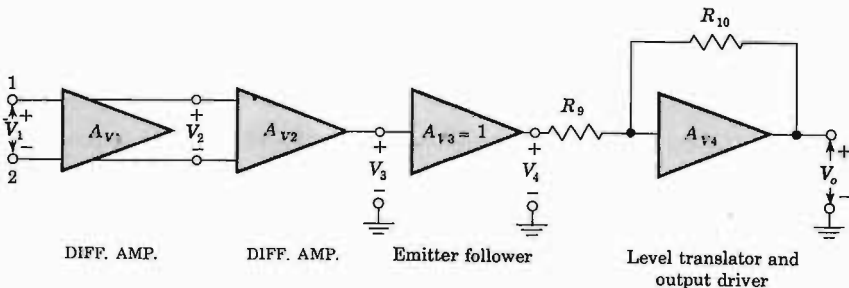 R10
R9
1
+
V1
−
2
AV1
+
V2
−
AV2
+
V3
−
AV3 = 1
+
V4
−
AV4
+
Vo
−
DIFF. AMP.
DIFF. AMP.
Emitter follower
Level translator and
output driver